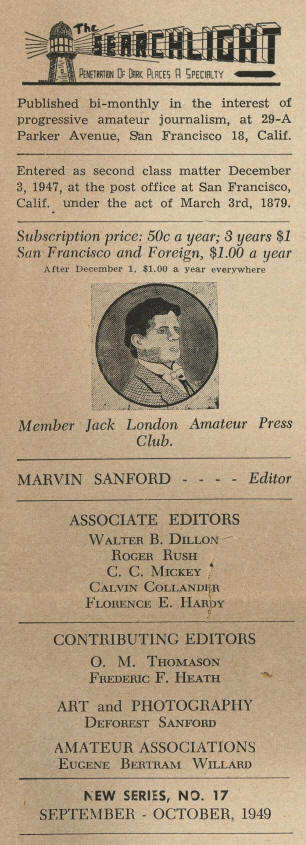 The
SEARCHLIGHT
PENETRATION OF DARK PLACES A SPECIALTY
Published bi-monthly in the interest of
progressive amateur journalism, at 29-A
Parker Avenue, San Francisco 18, Calif.
Entered as second class matter December
3, 1947, at the post office at San Francisco,
Calif. under the act of March 3rd, 1879.
Subscription price: 50c a year; 3 years $1
San Francisco and Foreign, $1.00 a year
After December 1, $1.00 a year everywhere
Member Jack London Amateur Press
Club.
MARVIN SANFORD - - - - Editor
ASSOCIATE EDITORS
WALTER B. DILLON
ROGER RUSH
C. C. MICKEY
CALVIN COLLANDER
FLORENCE E. HARDY
CONTRIBUTING EDITORS
O. M. THOMASON
FREDERIC F. HEATH
ART and PHOTOGRAPHY
DEFOREST SANFORD
AMATEUR ASSOCIATIONS
EUGENE BERTRAM WILLARD
NEW SERIES, NO. 17
SEPTEMBER - OCTOBER, 1949